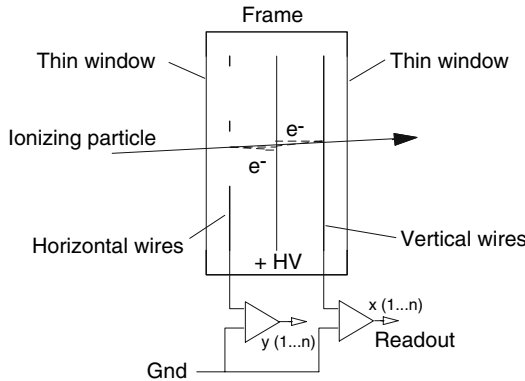 Frame
Thin window
Thin window
Ionizing particle
e-
e-
Horizontal wires
Vertical wires
+ HV
x (1...n)
y (1...n)
Readout
Gnd